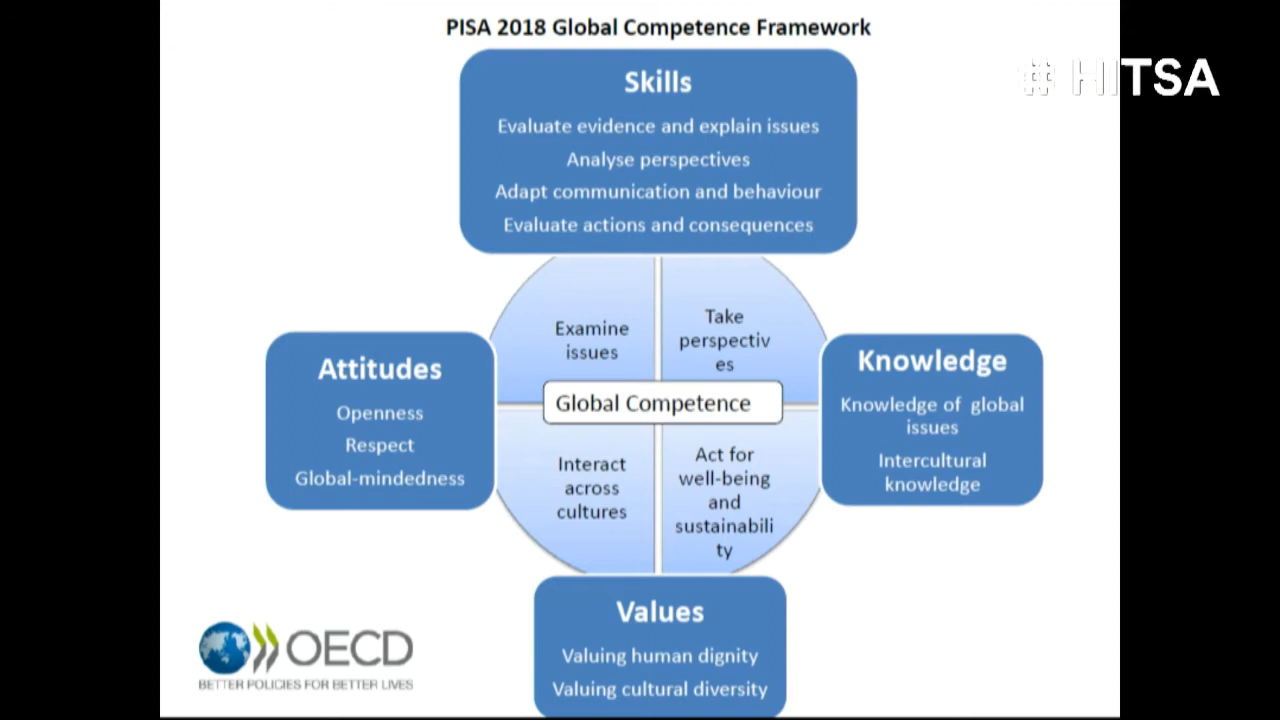 PISA 2018 Global Competence Framework
# HITSA
Skills
Evaluate evidence and explain issues
Analyse perspectives
Adapt communication and behaviour
Evaluate actions and consequences
Examine
issues
Take
perspectiv
es
Attitudes
Openness
Respect
Global-mindedness
Global Competence
Knowledge
Knowledge of global
issues
Intercultural
knowledge
Interact
across
cultures
Act for
well-being
and
sustainabili
ty
Values
Valuing human dignity
Valuing cultural diversity
OECD
BETTER POLICIES FOR BETTER LIVES